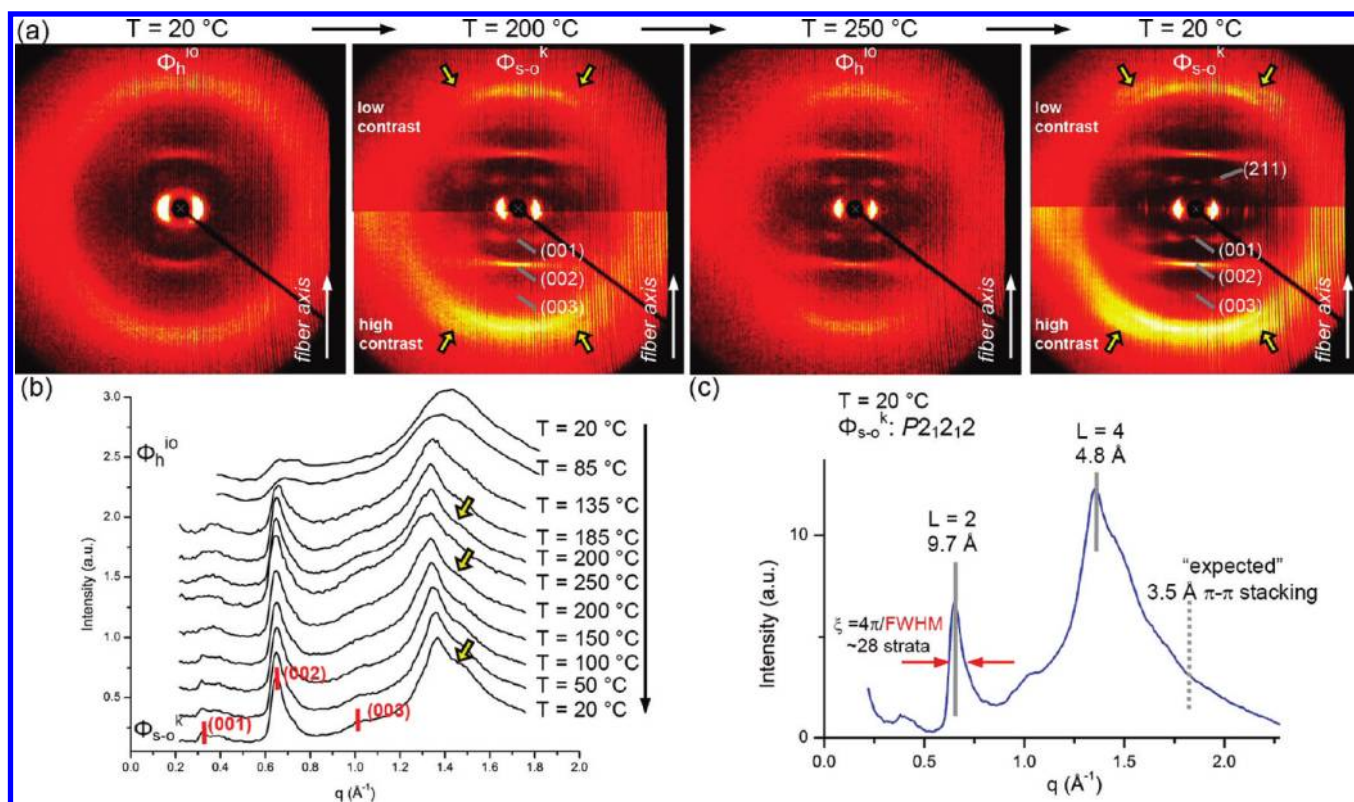 (a) T = 20 °C T = 200 °C T = 250 °C T = 20 °C
Φh^io Φs-o^k Φh^io Φs-o^k
low contrast
low contrast
(211)
(001)
(002)
(003)
(001)
(002)
(003)
high contrast
high contrast
fiber axis
fiber axis
fiber axis
fiber axis
(b)
3.0
2.5
2.0
1.5
1.0
0.5
Intensity (a.u.)
Φh^io
T = 20 °C
T = 85 °C
T = 135 °C
T = 185 °C
T = 200 °C
T = 250 °C
T = 200 °C
T = 150 °C
T = 100 °C
T = 50 °C
T = 20 °C
(001)
(002)
(003)
Φs-o^k
0.0 0.2 0.4 0.6 0.8 1.0 1.2 1.4 1.6 1.8 2.0
q (Å-1)
(c)
T = 20 °C
Φs-o^k: P21212
L = 4
4.8 Å
L = 2
9.7 Å
"expected"
3.5 Å π-π stacking
ξ =4π/FWHM
~28 strata
10
0
Intensity (a.u.)
0.0 0.5 1.0 1.5 2.0
q (Å-1)